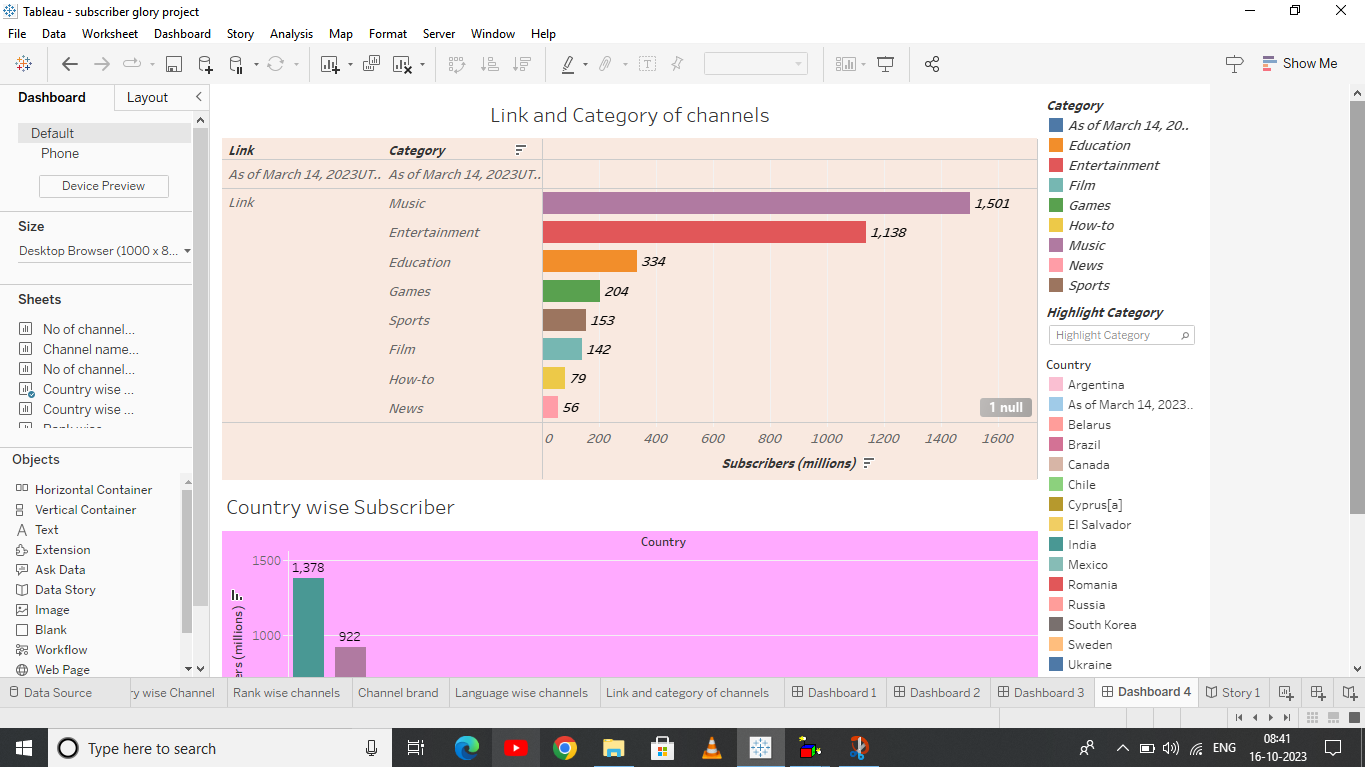 Tableau - subscriber glory project
File Data Worksheet Dashboard Story Analysis Map Format Server Window Help
Show Me
Dashboard Layout
Default
Phone
Device Preview
Size
Desktop Browser (1000 x 8...
Sheets
No of channel...
Channel name...
No of channel...
Country wise ...
Country wise ...
Objects
Horizontal Container
Vertical Container
Text
Extension
Ask Data
Data Story
Image
Blank
Workflow
Web Page
Link and Category of channels
Link Category
As of March 14, 2023UT.. As of March 14, 2023UT..
Link Music 1,501
Entertainment 1,138
Education 334
Games 204
Sports 153
Film 142
How-to 79
News 56
1 null
0 200 400 600 800 1000 1200 1400 1600
Subscribers (millions)
Country wise Subscriber
Country
1500
1,378
922
1000
ers (millions)
Category
As of March 14, 20..
Education
Entertainment
Film
Games
How-to
Music
News
Sports
Highlight Category
Highlight Category
Country
Argentina
As of March 14, 2023..
Belarus
Brazil
Canada
Chile
Cyprus[a]
El Salvador
India
Mexico
Romania
Russia
South Korea
Sweden
Ukraine
Data Source ry wise Channel Rank wise channels Channel brand Language wise channels Link and category of channels Dashboard 1 Dashboard 2 Dashboard 3 Dashboard 4 Story 1
Type here to search
ENG
08:41
16-10-2023